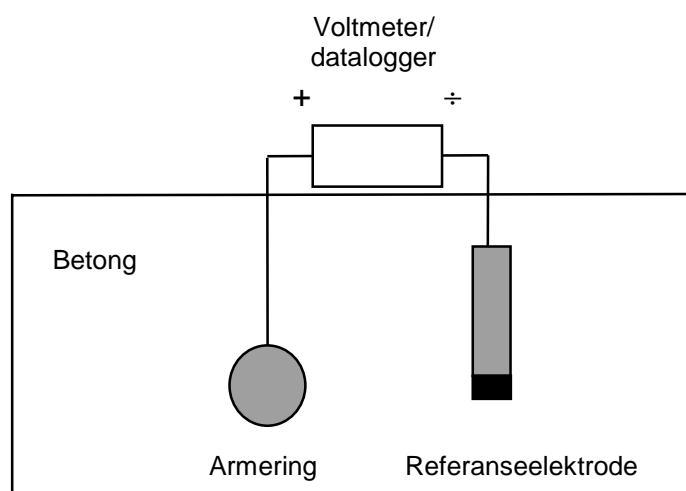 Voltmeter/
datalogger
+ ÷
Betong
Armering Referanseelektrode